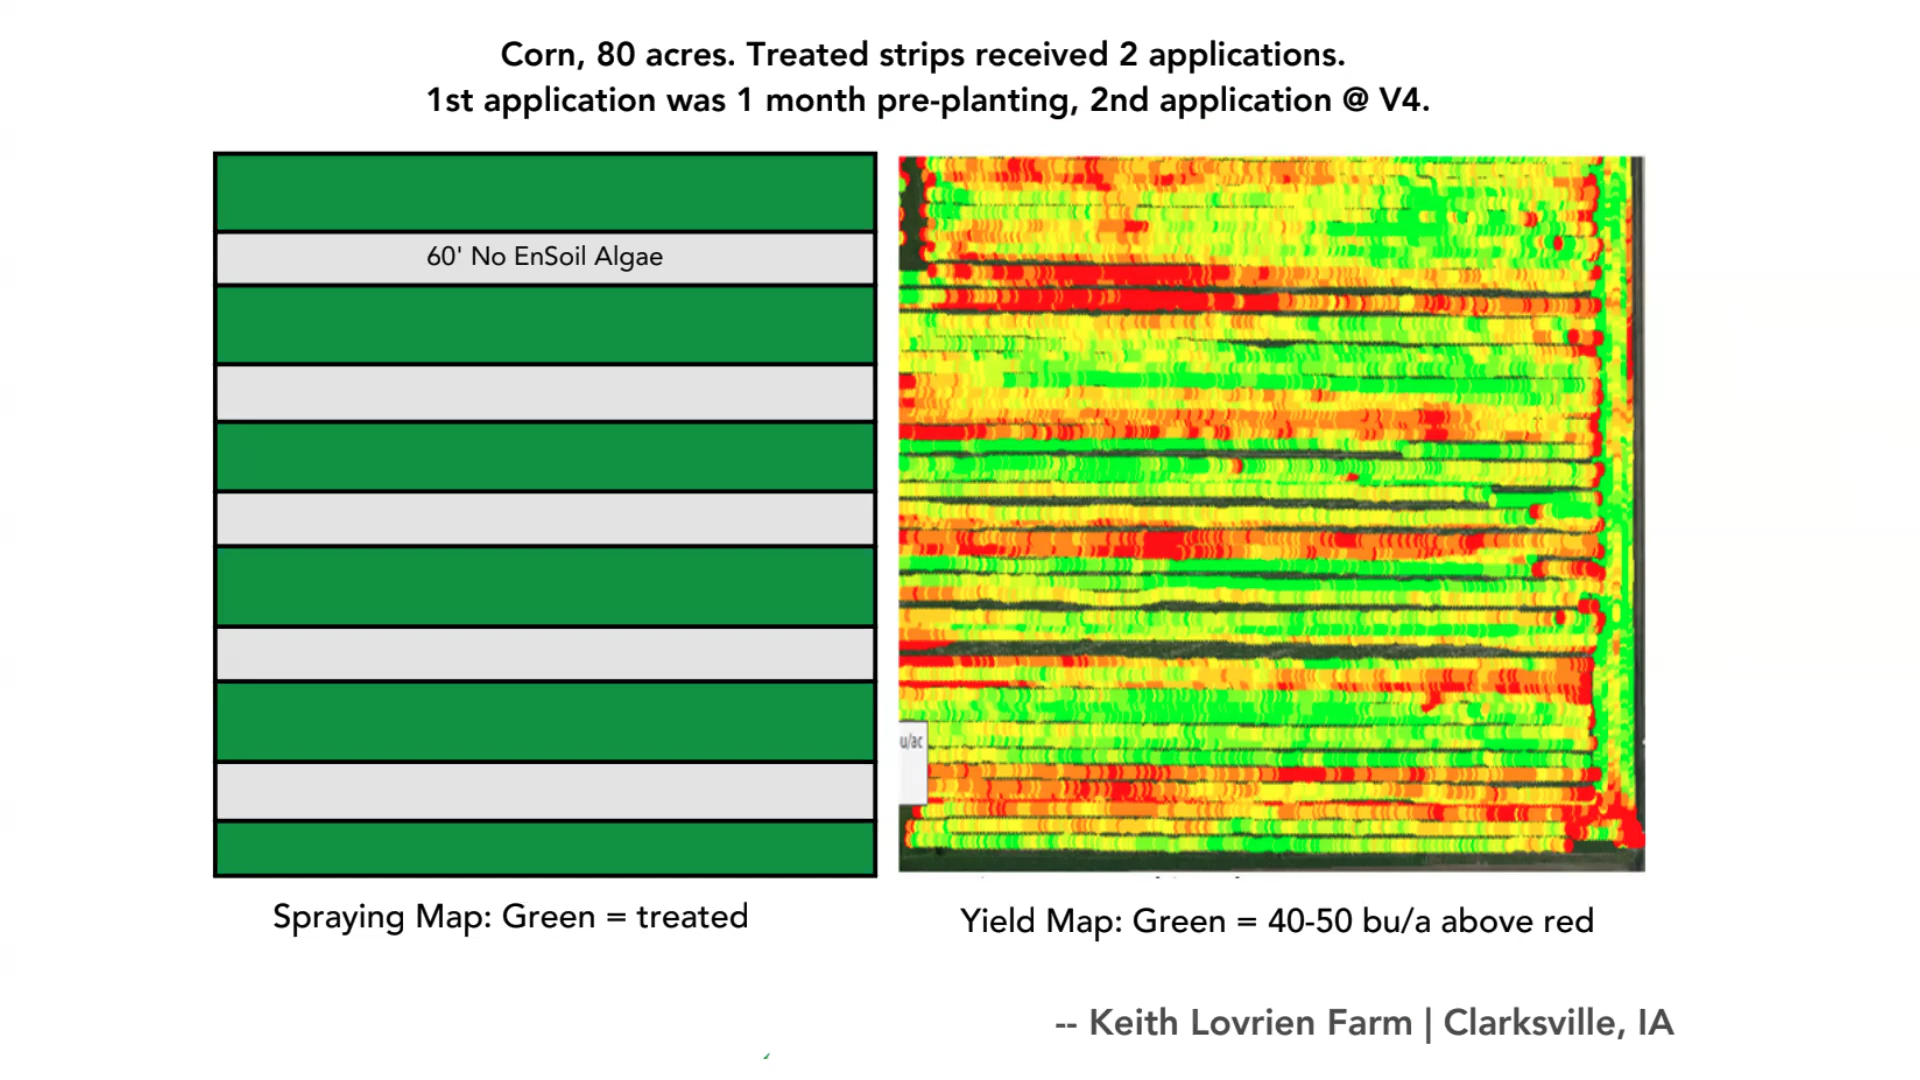 Corn, 80 acres. Treated strips received 2 applications.
1st application was 1 month pre-planting, 2nd application @ V4.
60' No EnSoil Algae
u/ac
Spraying Map: Green = treated
Yield Map: Green = 40-50 bu/a above red
-- Keith Lovrien Farm | Clarksville, IA